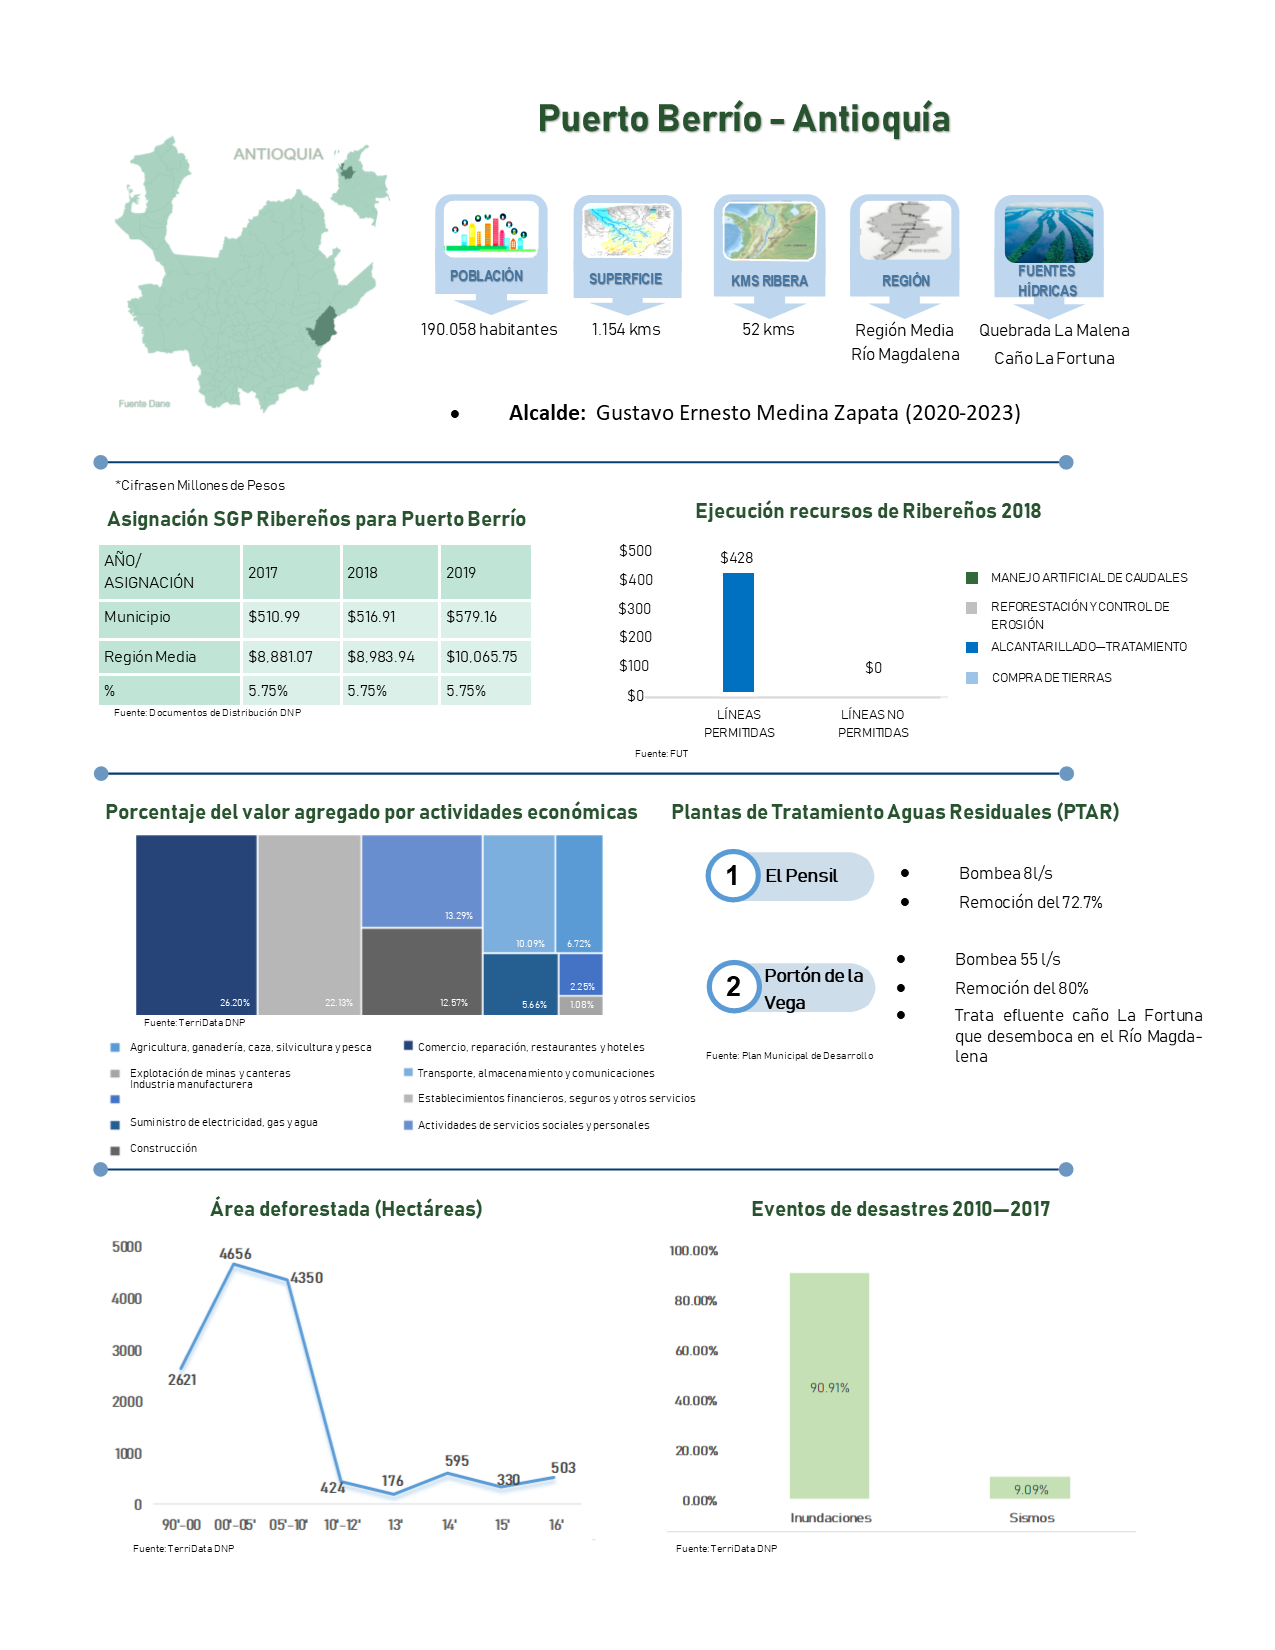 Puerto Berrío - Antioquía
ANTIOQUIA
Fuente Dane
POBLACIÓN
SUPERFICIE
KMS RIBERA
REGIÓN
FUENTES
HÍDRICAS
190.058 habitantes
1.154 kms
52 kms
Región Media
Río Magdalena
Quebrada La Malena
Caño La Fortuna
• Alcalde: Gustavo Ernesto Medina Zapata (2020-2023)
*Cifras en Millones de Pesos
Asignación SGP Ribereños para Puerto Berrío
AÑO/
ASIGNACIÓN
2017
2018
2019
Municipio $510.99 $516.91 $579.16
Región Media $8,881.07 $8,983.94 $10,065.75
% 5.75% 5.75% 5.75%
Fuente: Documentos de Distribución DNP
Ejecución recursos de Ribereños 2018
$500
$400
$300
$200
$100
$0
$428
$0
LÍNEAS
PERMITIDAS
LÍNEAS NO
PERMITIDAS
MANEJO ARTIFICIAL DE CAUDALES
REFORESTACIÓN Y CONTROL DE
EROSIÓN
ALCANTARILLADO—TRATAMIENTO
COMPRA DE TIERRAS
Fuente: FUT
Porcentaje del valor agregado por actividades económicas
26.20%
22.13%
13.29%
12.57%
10.09%
6.72%
5.66%
2.25%
1.08%
Fuente: TerriData DNP
Agricultura, ganadería, caza, silvicultura y pesca
Explotación de minas y canteras
Industria manufacturera
Suministro de electricidad, gas y agua
Construcción
Comercio, reparación, restaurantes y hoteles
Transporte, almacenamiento y comunicaciones
Establecimientos financieros, seguros y otros servicios
Actividades de servicios sociales y personales
Plantas de Tratamiento Aguas Residuales (PTAR)
1 El Pensil
• Bombea 8l/s
• Remoción del 72.7%
2 Portón de la
Vega
• Bombea 55 l/s
• Remoción del 80%
• Trata efluente caño La Fortuna
que desemboca en el Río Magda-
lena
Fuente: Plan Municipal de Desarrollo
Área deforestada (Hectáreas)
5000
4000
3000
2000
1000
0
2621
4656
4350
424
176
595
330
503
90'-00 00'-05' 05'-10' 10'-12' 13' 14' 15' 16'
Fuente: TerriData DNP
Eventos de desastres 2010—2017
100.00%
80.00%
60.00%
40.00%
20.00%
0.00%
90.91%
9.09%
Inundaciones
Sismos
Fuente: TerriData DNP